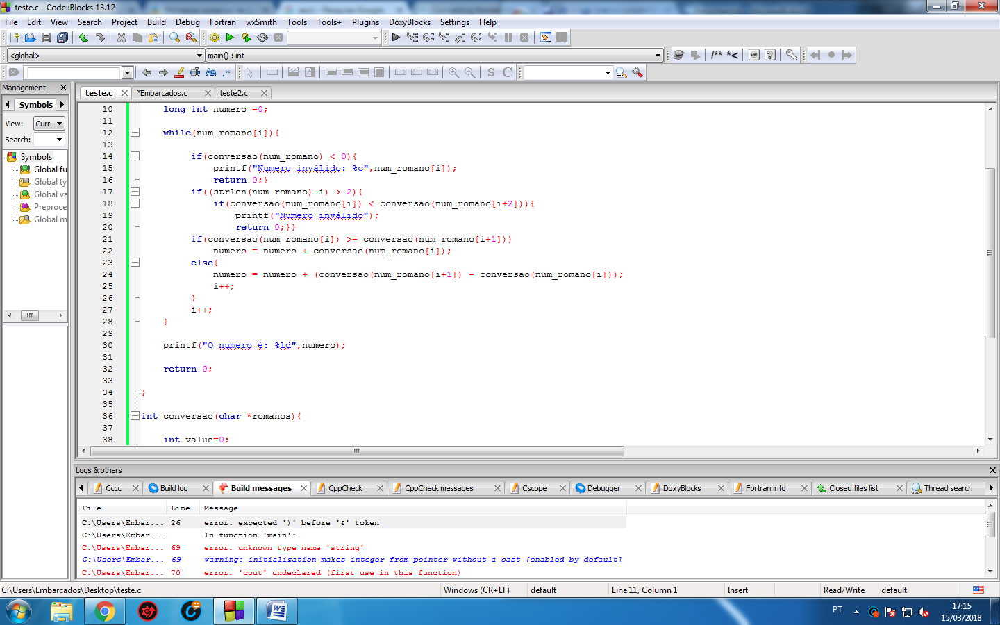 teste.c - Code::Blocks 13.12
File Edit View Search Project Build Debug Fortran wxSmith Tools Tools+ Plugins DoxyBlocks Settings Help
<global> main() : int
/** *<
Aa .*
S C
Management
Symbols
View: Curr
Search:
Symbols
Global fu
Global ty
Global va
Preproce
Global m
teste.c *Embarcados.c teste2.c
10 long int numero =0;
11
12 while(num_romano[i]){
13
14 if(conversao(num_romano) < 0){
15 printf("Numero inválido: %c",num_romano[i]);
16 return 0;}
17 if((strlen(num_romano)-i) > 2){
18 if(conversao(num_romano[i]) < conversao(num_romano[i+2])){
19 printf("Numero inválido");
20 return 0;}}
21 if(conversao(num_romano[i]) >= conversao(num_romano[i+1]))
22 numero = numero + conversao(num_romano[i]);
23 else{
24 numero = numero + (conversao(num_romano[i+1]) - conversao(num_romano[i]));
25 i++;
26 }
27 i++;
28 }
29
30 printf("O numero é: %ld",numero);
31
32 return 0;
33
34 }
35
36 int conversao(char *romanos){
37
38 int value=0;
Logs & others
Cccc Build log Build messages CppCheck CppCheck messages Cscope Debugger DoxyBlocks Fortran info Closed files list Thread search
File Line Message
C:\Users\Embar... 26 error: expected ')' before '&' token
C:\Users\Embar... In function 'main':
C:\Users\Embar... 69 error: unknown type name 'string'
C:\Users\Embar... 69 warning: initialization makes integer from pointer without a cast [enabled by default]
C:\Users\Embar... 70 error: 'cout' undeclared (first use in this function)
C:\Users\Embarcados\Desktop\teste.c Windows (CR+LF) default Line 11, Column 1 Insert Read/Write default
PT 17:15
15/03/2018